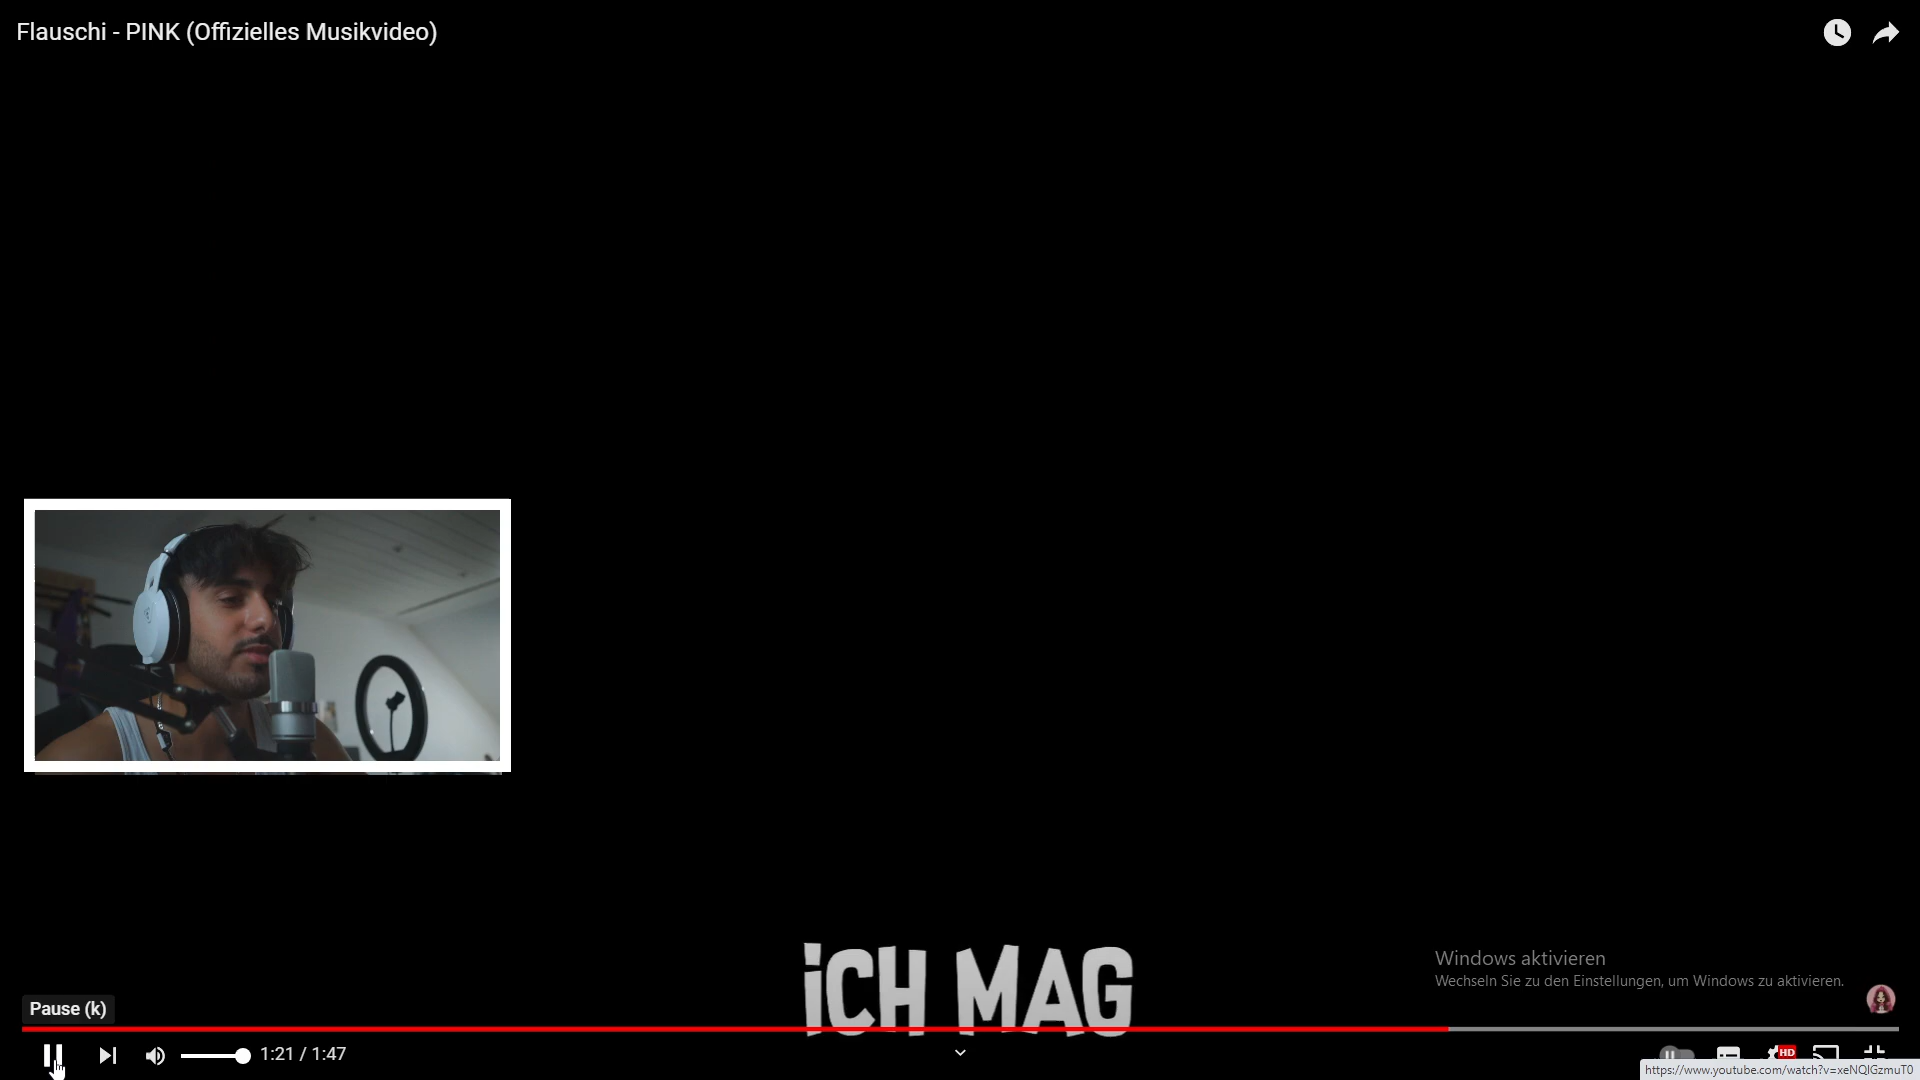 Flauschi - PINK (Offizielles Musikvideo)
iCH MAG
Windows aktivieren
Wechseln Sie zu den Einstellungen, um Windows zu aktivieren.
Pause (k)
1:21 / 1:47
HD
https://www.youtube.com/watch?v=xeNQlGzmuT0